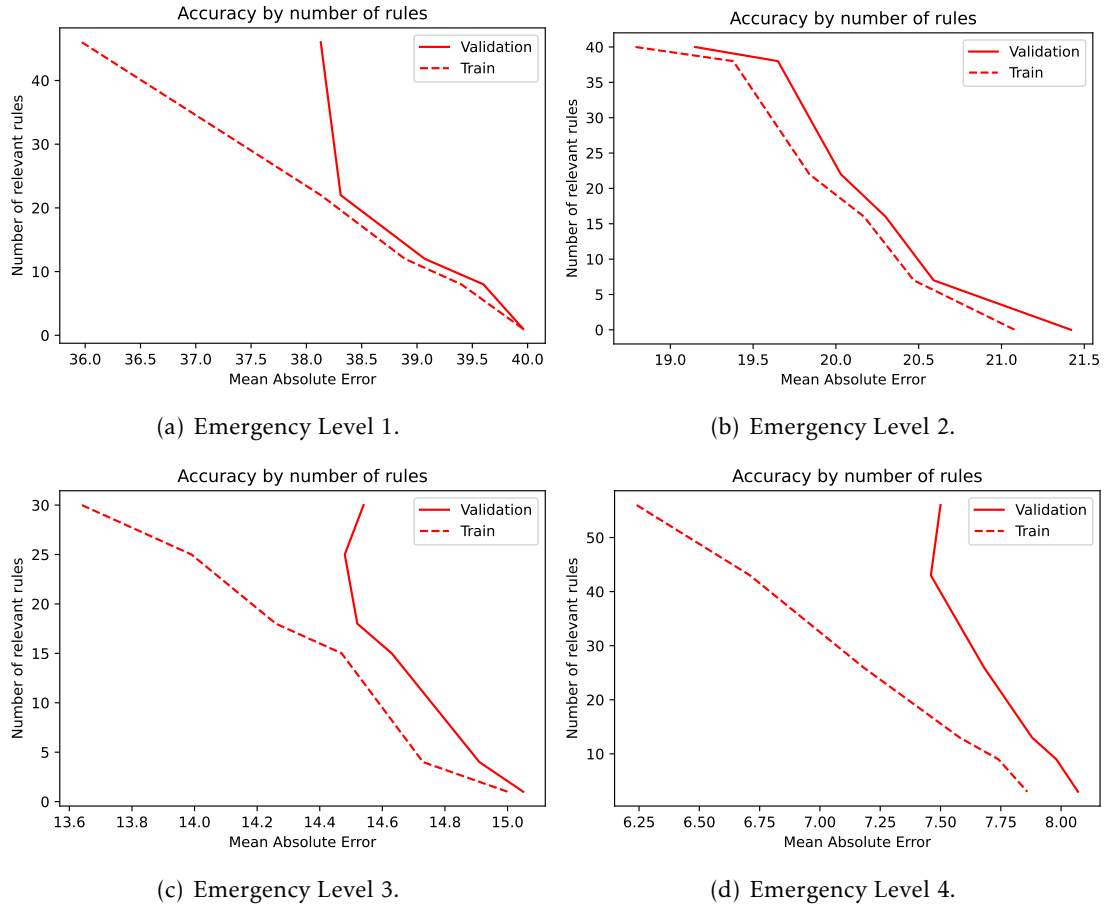 Accuracy by number of rules
Validation
Train
Number of relevant rules
40
30
20
10
0
36.0 36.5 37.0 37.5 38.0 38.5 39.0 39.5 40.0
Mean Absolute Error
(a) Emergency Level 1.
Accuracy by number of rules
Validation
Train
Number of relevant rules
40
35
30
25
20
15
10
5
0
19.0 19.5 20.0 20.5 21.0 21.5
Mean Absolute Error
(b) Emergency Level 2.
Accuracy by number of rules
Validation
Train
Number of relevant rules
30
25
20
15
10
5
0
13.6 13.8 14.0 14.2 14.4 14.6 14.8 15.0
Mean Absolute Error
(c) Emergency Level 3.
Accuracy by number of rules
Validation
Train
Number of relevant rules
50
40
30
20
10
6.25 6.50 6.75 7.00 7.25 7.50 7.75 8.00
Mean Absolute Error
(d) Emergency Level 4.